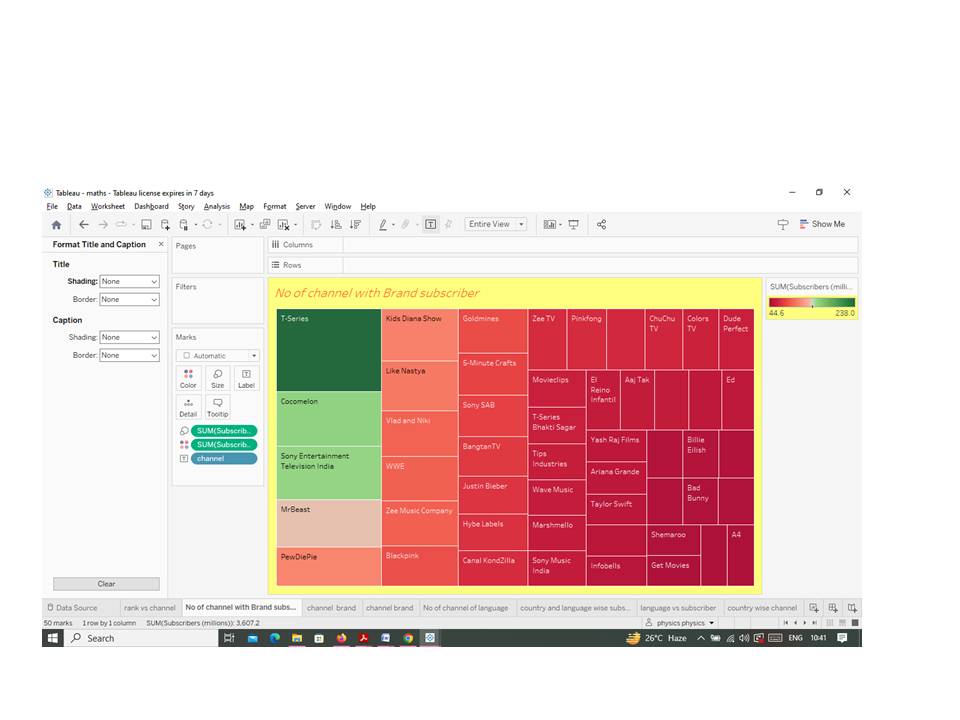 Tableau - maths - Tableau license expires in 7 days
File Data Worksheet Dashboard Story Analysis Map Format Server Window Help
Entire View
Show Me
Format Title and Caption
Title
Shading: None
Border: None
Caption
Shading: None
Border: None
Clear
Pages
Filters
Marks
Automatic
Color Size Label
Detail Tooltip
SUM(Subscrib..
SUM(Subscrib..
channel
Columns
Rows
No of channel with Brand subscriber
T-Series
Cocomelon
Sony Entertainment
Television India
MrBeast
PewDiePie
Kids Diana Show
Like Nastya
Vlad and Niki
WWE
Zee Music Company
Blackpink
Goldmines
5-Minute Crafts
Sony SAB
BangtanTV
Justin Bieber
Hybe Labels
Canal KondZilla
Zee TV
Pinkfong
ChuChu
TV
Colors
TV
Dude
Perfect
Movieclips
T-Series
Bhakti Sagar
Tips
Industries
Wave Music
Marshmello
Sony Music
India
El
Reino
Infantil
Aaj Tak
Ed
Yash Raj Films
Ariana Grande
Taylor Swift
Infobells
Billie
Eilish
Bad
Bunny
Shemaroo
Get Movies
A4
SUM(Subscribers (milli...
44.6 238.0
Data Source rank vs channel No of channel with Brand subs... channel brand channel brand No of channel of language country and language wise subs... language vs subscriber country wise channel
50 marks 1 row by 1 column SUM(Subscribers (millions)): 3,607.2 physics physics
Search 26°C Haze ENG 10:41